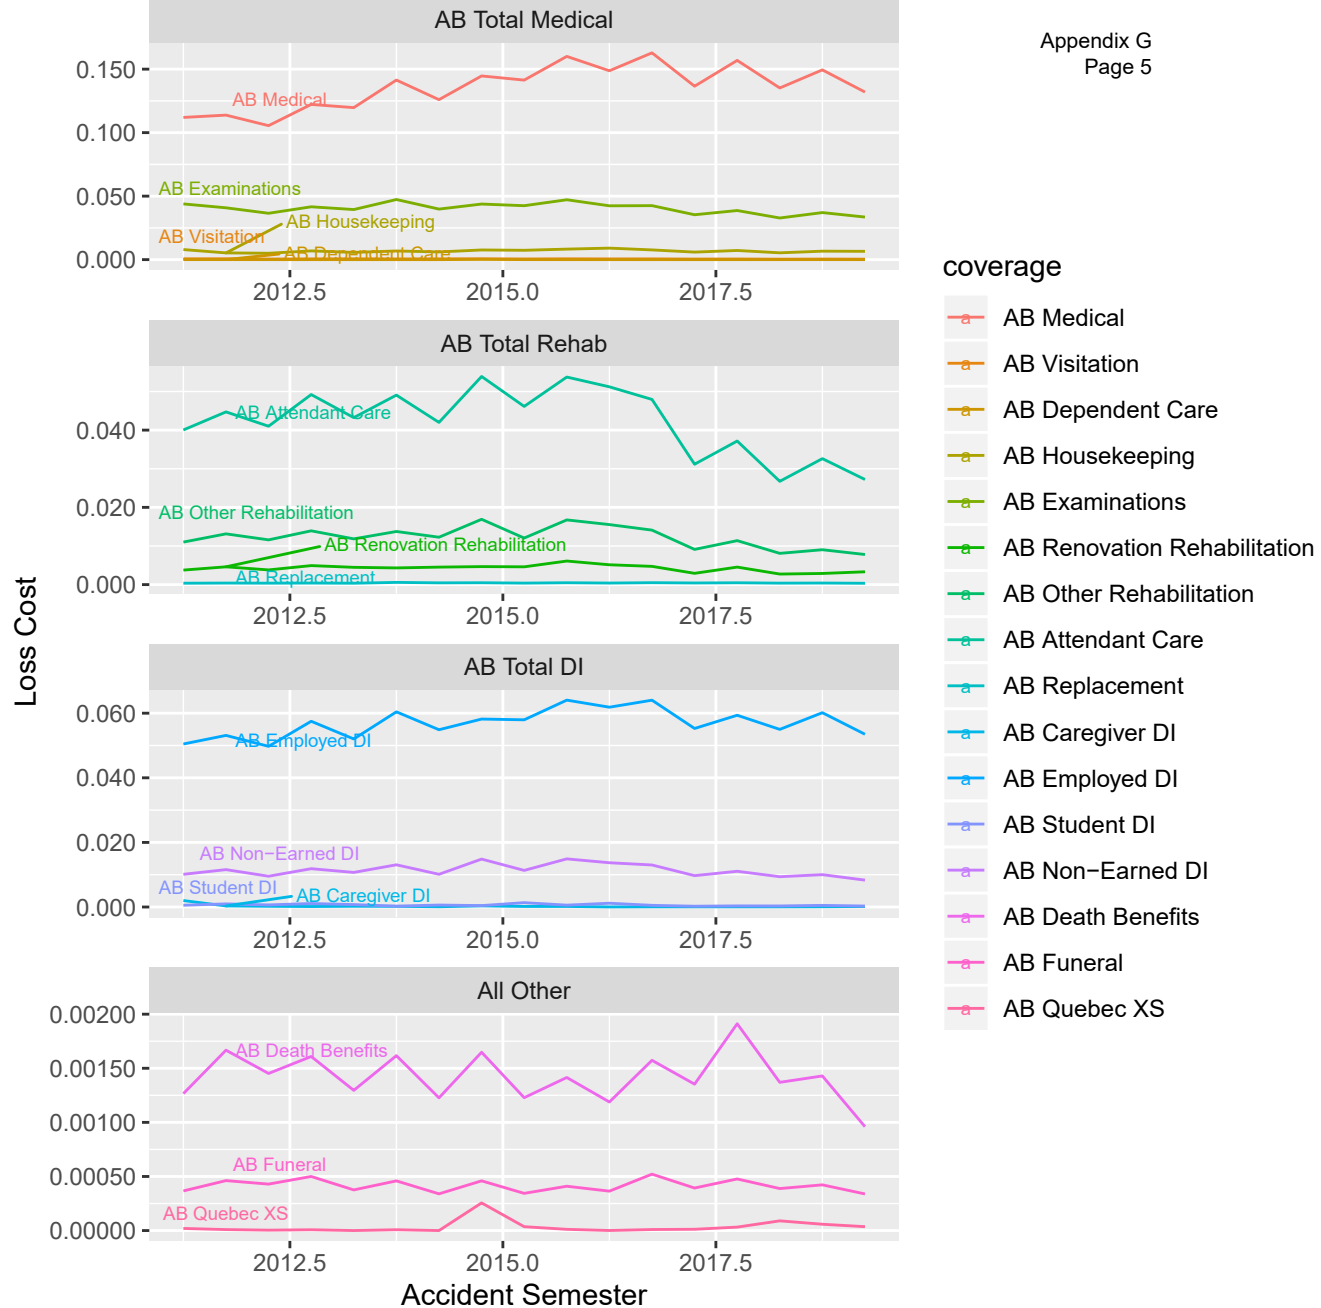 Appendix G
Page 5
AB Total Medical
0.150
0.100
0.050
0.000
AB Medical
AB Examinations
AB Housekeeping
AB Visitation
AB Dependent Care
2012.5 2015.0 2017.5
AB Total Rehab
0.040
0.020
0.000
AB Attendant Care
AB Other Rehabilitation
AB Renovation Rehabilitation
AB Replacement
2012.5 2015.0 2017.5
AB Total DI
0.060
0.040
0.020
0.000
AB Employed DI
AB Non−Earned DI
AB Student DI
AB Caregiver DI
2012.5 2015.0 2017.5
All Other
0.00200
0.00150
0.00100
0.00050
0.00000
AB Death Benefits
AB Funeral
AB Quebec XS
2012.5 2015.0 2017.5
Accident Semester
Loss Cost
coverage
a AB Medical
a AB Visitation
a AB Dependent Care
a AB Housekeeping
a AB Examinations
a AB Renovation Rehabilitation
a AB Other Rehabilitation
a AB Attendant Care
a AB Replacement
a AB Caregiver DI
a AB Employed DI
a AB Student DI
a AB Non−Earned DI
a AB Death Benefits
a AB Funeral
a AB Quebec XS